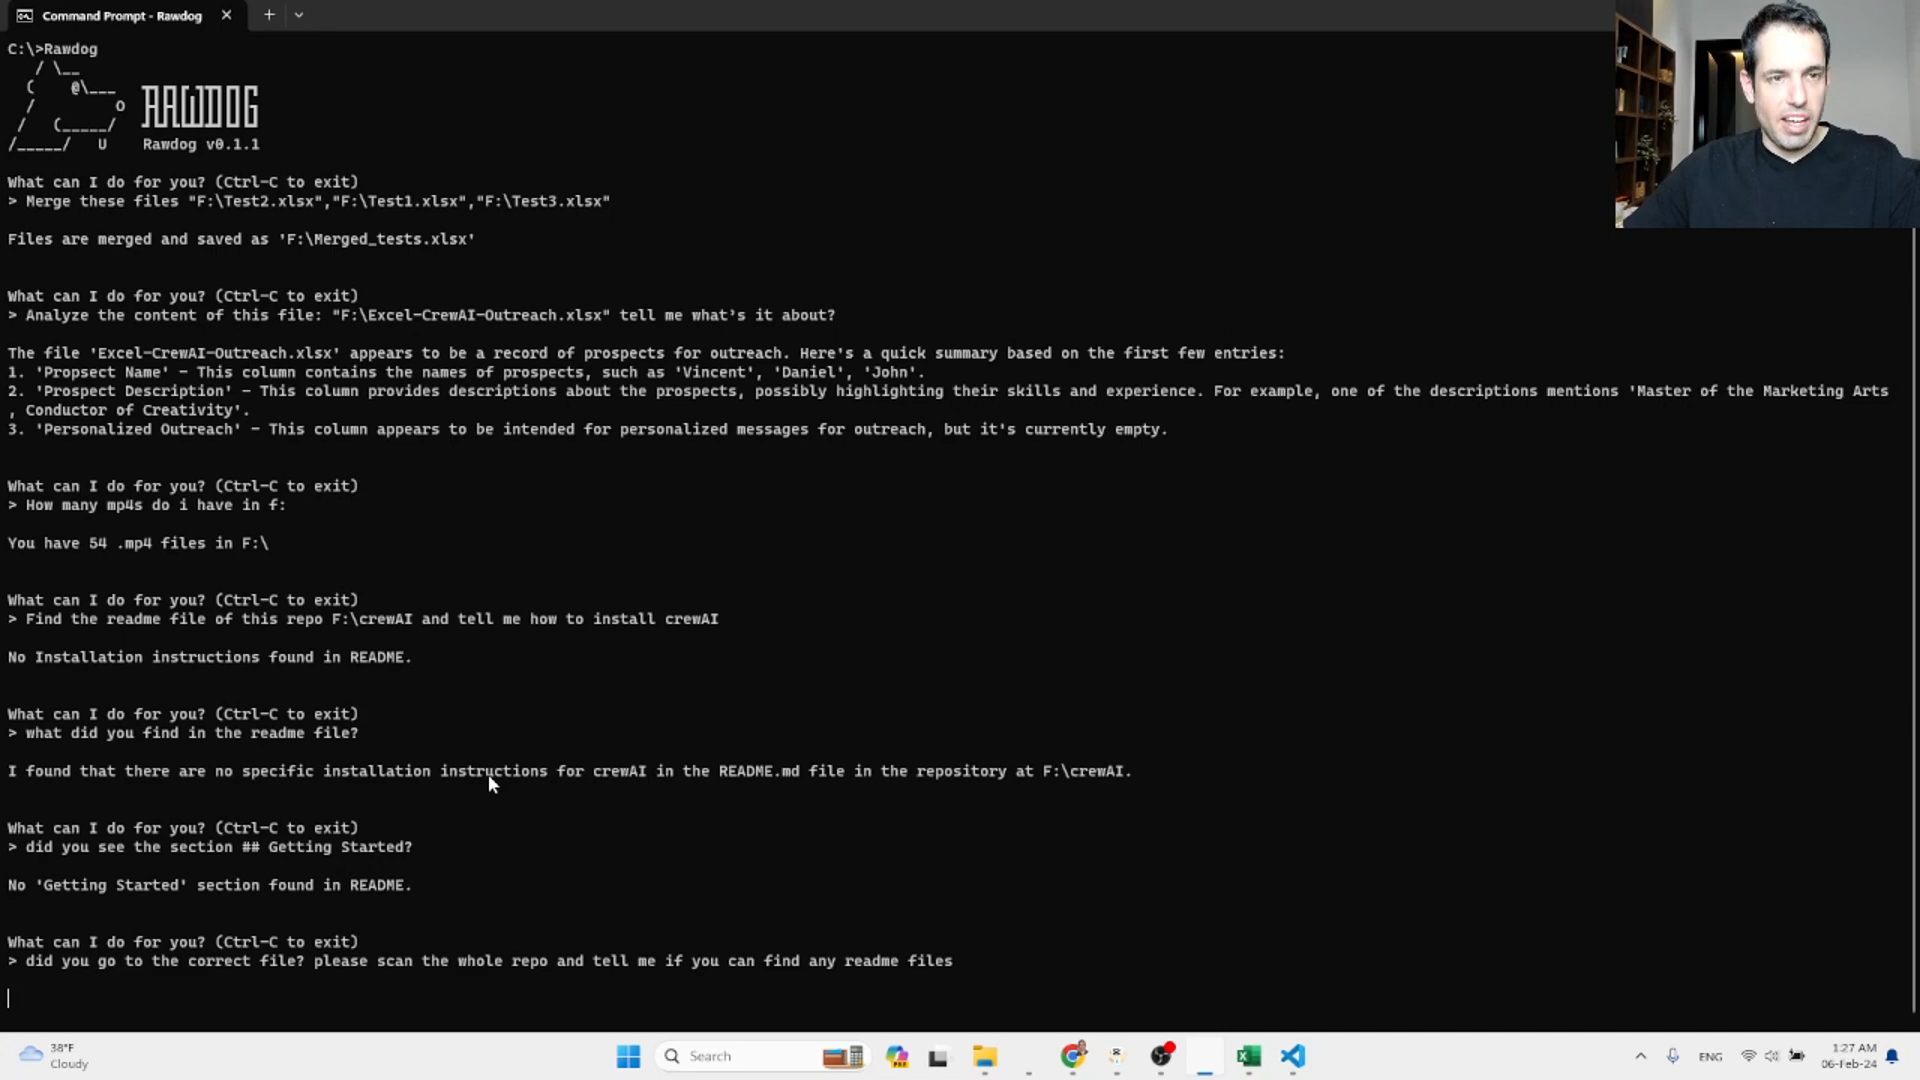 Command Prompt - Rawdog
C:\>Rawdog
/ \__
(    @\___
/         O
/   (_____/
/_____/   U
RAWDOG
Rawdog v0.1.1
What can I do for you? (Ctrl-C to exit)
> Merge these files "F:\Test2.xlsx","F:\Test1.xlsx","F:\Test3.xlsx"
Files are merged and saved as 'F:\Merged_tests.xlsx'
What can I do for you? (Ctrl-C to exit)
> Analyze the content of this file: "F:\Excel-CrewAI-Outreach.xlsx" tell me what's it about?
The file 'Excel-CrewAI-Outreach.xlsx' appears to be a record of prospects for outreach. Here's a quick summary based on the first few entries:
1. 'Propsect Name' - This column contains the names of prospects, such as 'Vincent', 'Daniel', 'John'.
2. 'Prospect Description' - This column provides descriptions about the prospects, possibly highlighting their skills and experience. For example, one of the descriptions mentions 'Master of the Marketing Arts
, Conductor of Creativity'.
3. 'Personalized Outreach' - This column appears to be intended for personalized messages for outreach, but it's currently empty.
What can I do for you? (Ctrl-C to exit)
> How many mp4s do i have in f:
You have 54 .mp4 files in F:\
What can I do for you? (Ctrl-C to exit)
> Find the readme file of this repo F:\crewAI and tell me how to install crewAI
No Installation instructions found in README.
What can I do for you? (Ctrl-C to exit)
> what did you find in the readme file?
I found that there are no specific installation instructions for crewAI in the README.md file in the repository at F:\crewAI.
What can I do for you? (Ctrl-C to exit)
> did you see the section ## Getting Started?
No 'Getting Started' section found in README.
What can I do for you? (Ctrl-C to exit)
> did you go to the correct file? please scan the whole repo and tell me if you can find any readme files
38°F
Cloudy
Search
ENG
1:27 AM
06-Feb-24